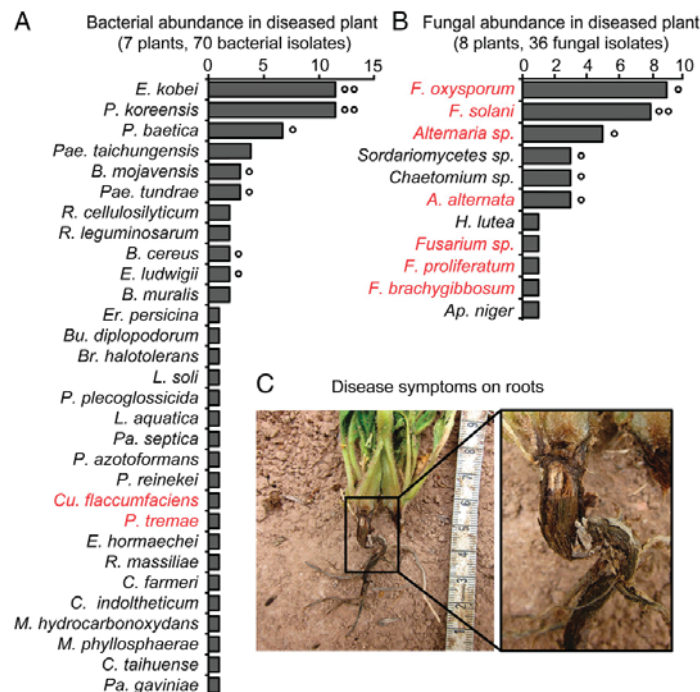 A
Bacterial abundance in diseased plant
(7 plants, 70 bacterial isolates)
0 5 10 15
E. kobei
P. koreensis
P. baetica
Pae. taichungensis
B. mojavensis
Pae. tundrae
R. cellulosilyticum
R. leguminosarum
B. cereus
E. ludwigii
B. muralis
Er. persicina
Bu. diplopodorum
Br. halotolerans
L. soli
P. plecoglossicida
L. aquatica
Pa. septica
P. azotoformans
P. reinekei
Cu. flaccumfaciens
P. tremae
E. hormaechei
R. massiliae
C. farmeri
C. indoltheticum
M. hydrocarbonoxydans
M. phyllosphaerae
C. taihuense
Pa. gaviniae
B
Fungal abundance in diseased plant
(8 plants, 36 fungal isolates)
0 2 4 6 8 10
F. oxysporum
F. solani
Alternaria sp.
Sordariomycetes sp.
Chaetomium sp.
A. alternata
H. lutea
Fusarium sp.
F. proliferatum
F. brachygibbosum
Ap. niger
C
Disease symptoms on roots